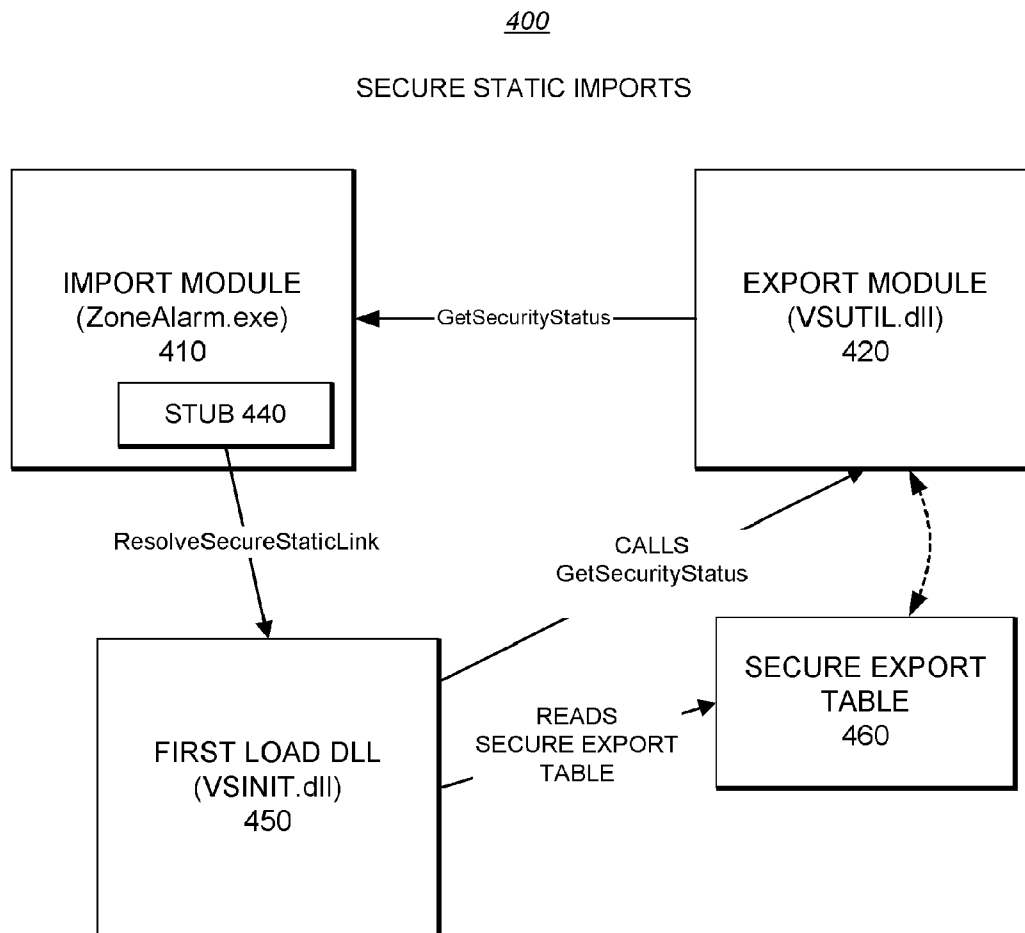 400
SECURE STATIC IMPORTS
IMPORT MODULE
(ZoneAlarm.exe)
410
STUB 440
GetSecurityStatus
EXPORT MODULE
(VSUTIL.dll)
420
ResolveSecureStaticLink
CALLS
GetSecurityStatus
FIRST LOAD DLL
(VSINIT.dll)
450
READS
SECURE EXPORT
TABLE
SECURE EXPORT
TABLE
460